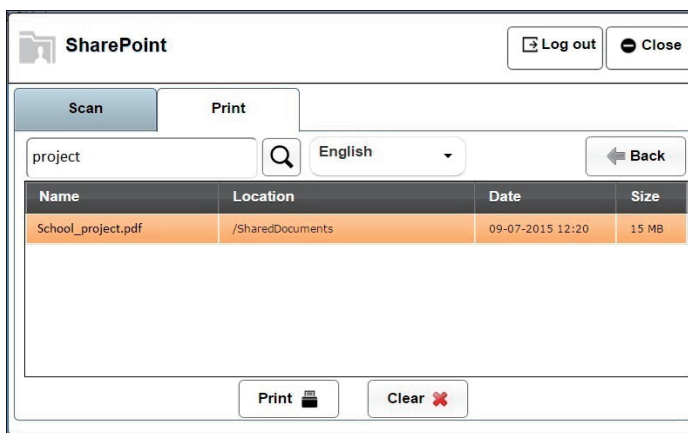 SharePoint
Log out
Close
Scan
Print
project
English
Back
Name Location Date Size
School_project.pdf /SharedDocuments 09-07-2015 12:20 15 MB
Print
Clear